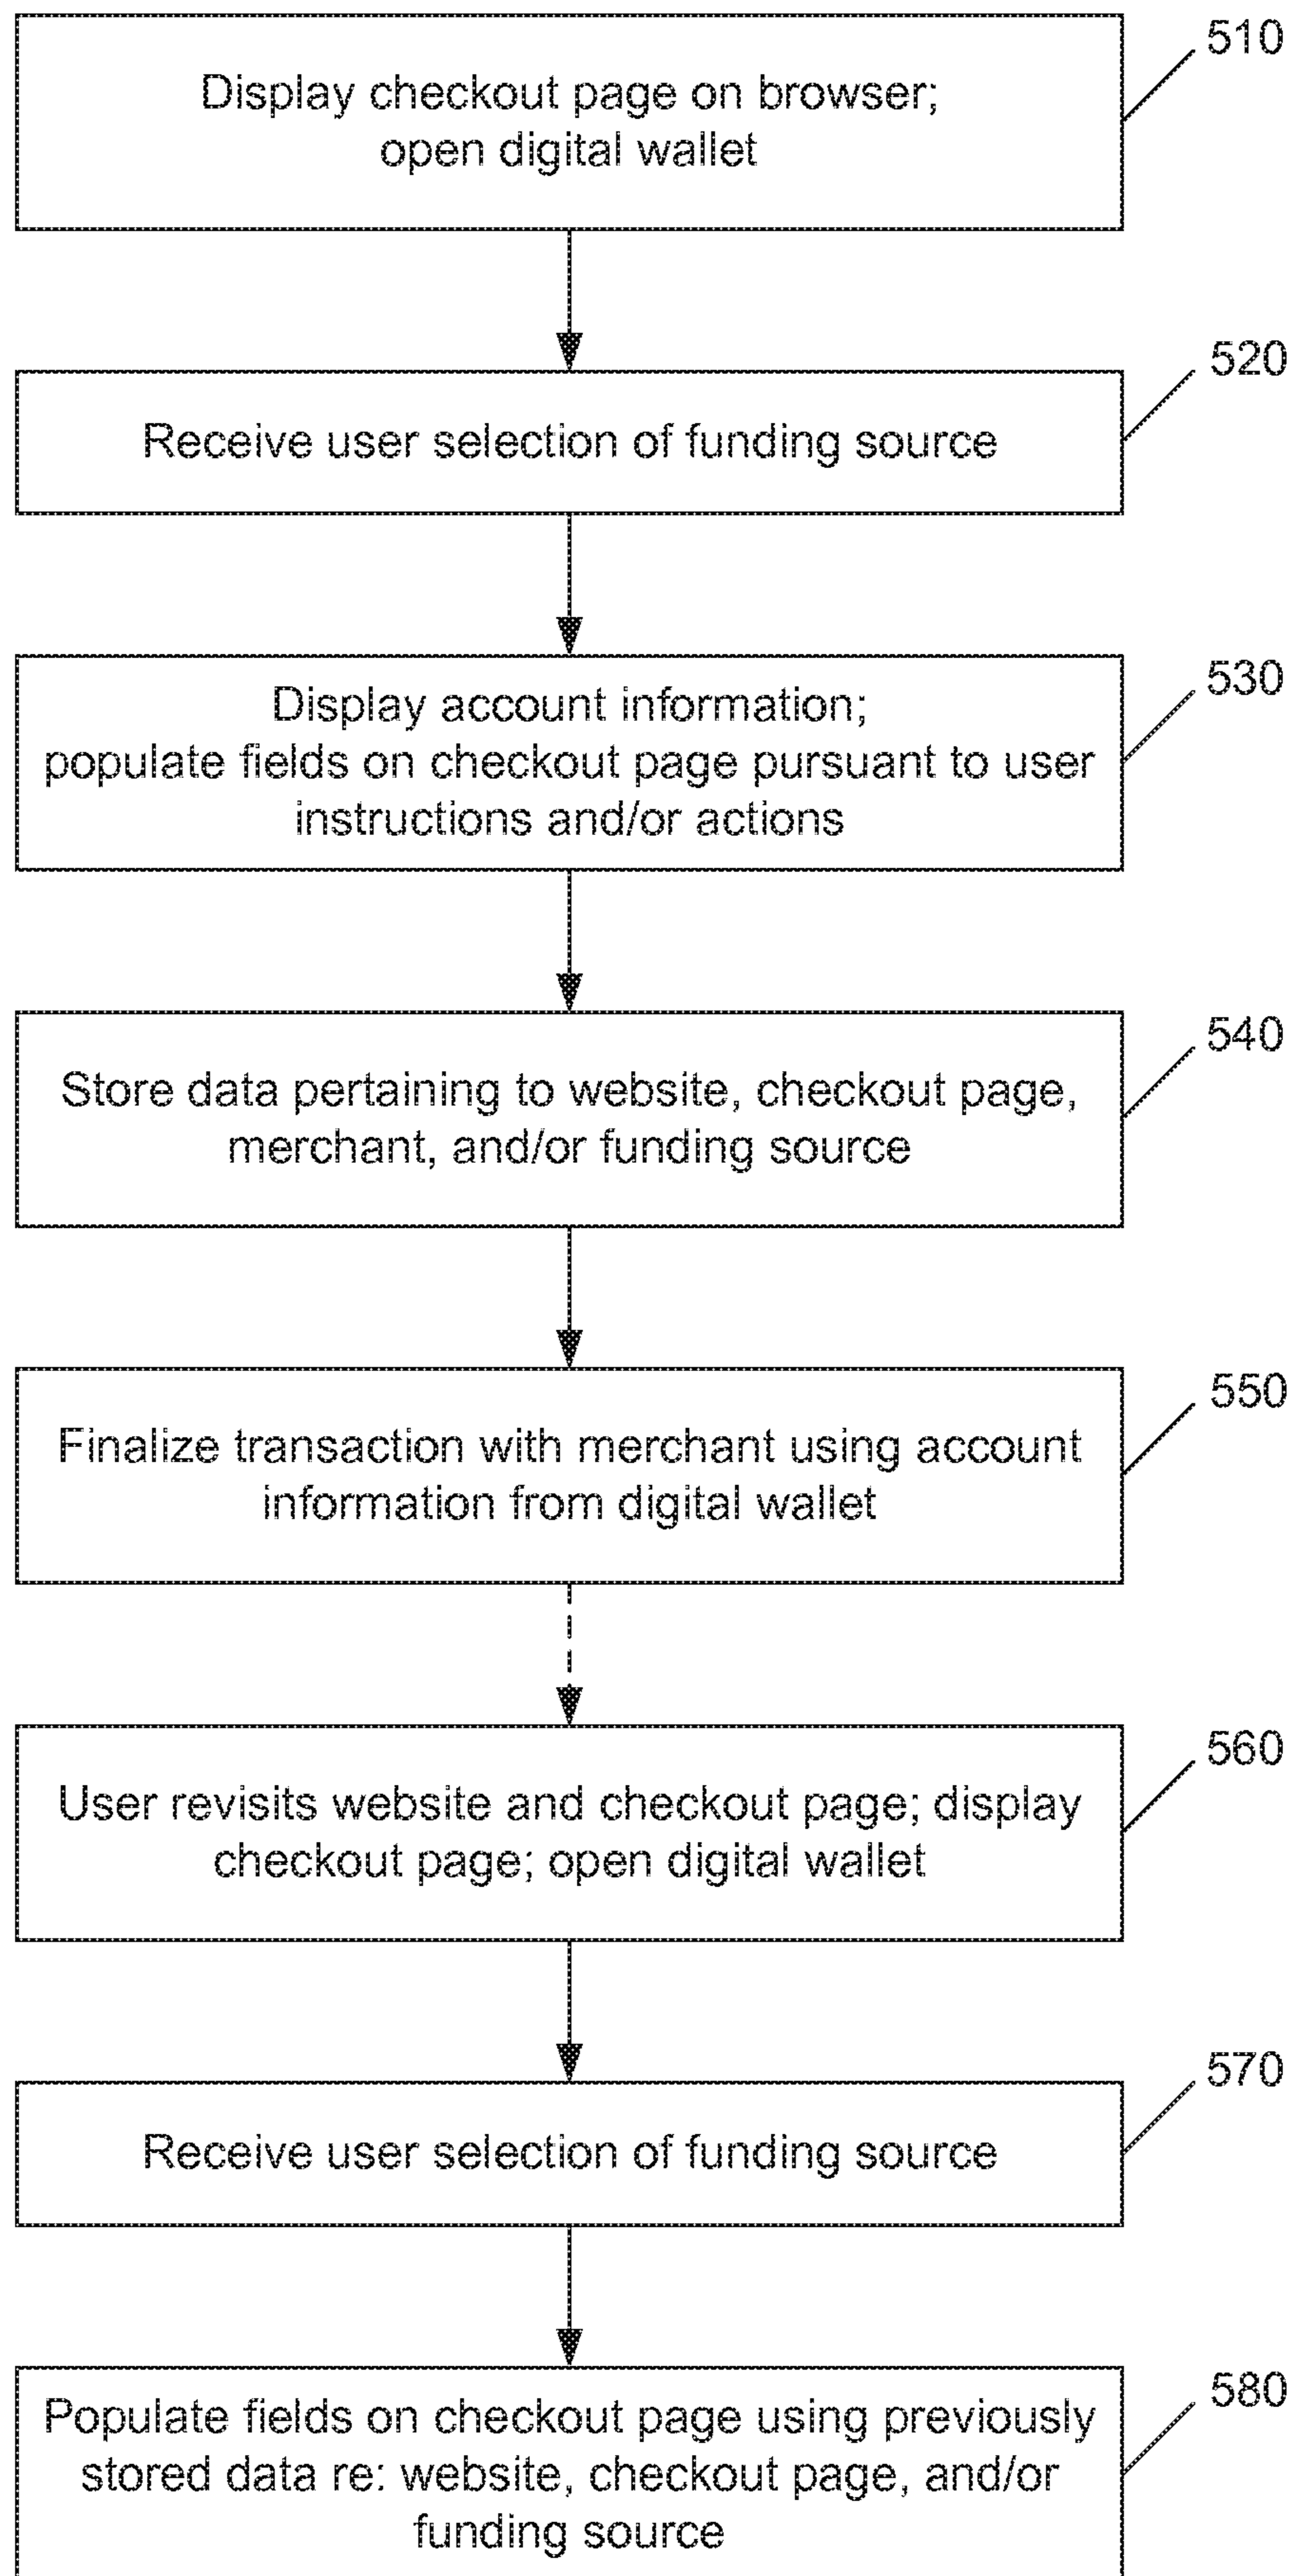 510
Display checkout page on browser;
open digital wallet
520
Receive user selection of funding source
530
Display account information;
populate fields on checkout page pursuant to user
instructions and/or actions
540
Store data pertaining to website, checkout page,
merchant, and/or funding source
550
Finalize transaction with merchant using account
information from digital wallet
560
User revisits website and checkout page; display
checkout page; open digital wallet
570
Receive user selection of funding source
580
Populate fields on checkout page using previously
stored data re: website, checkout page, and/or
funding source